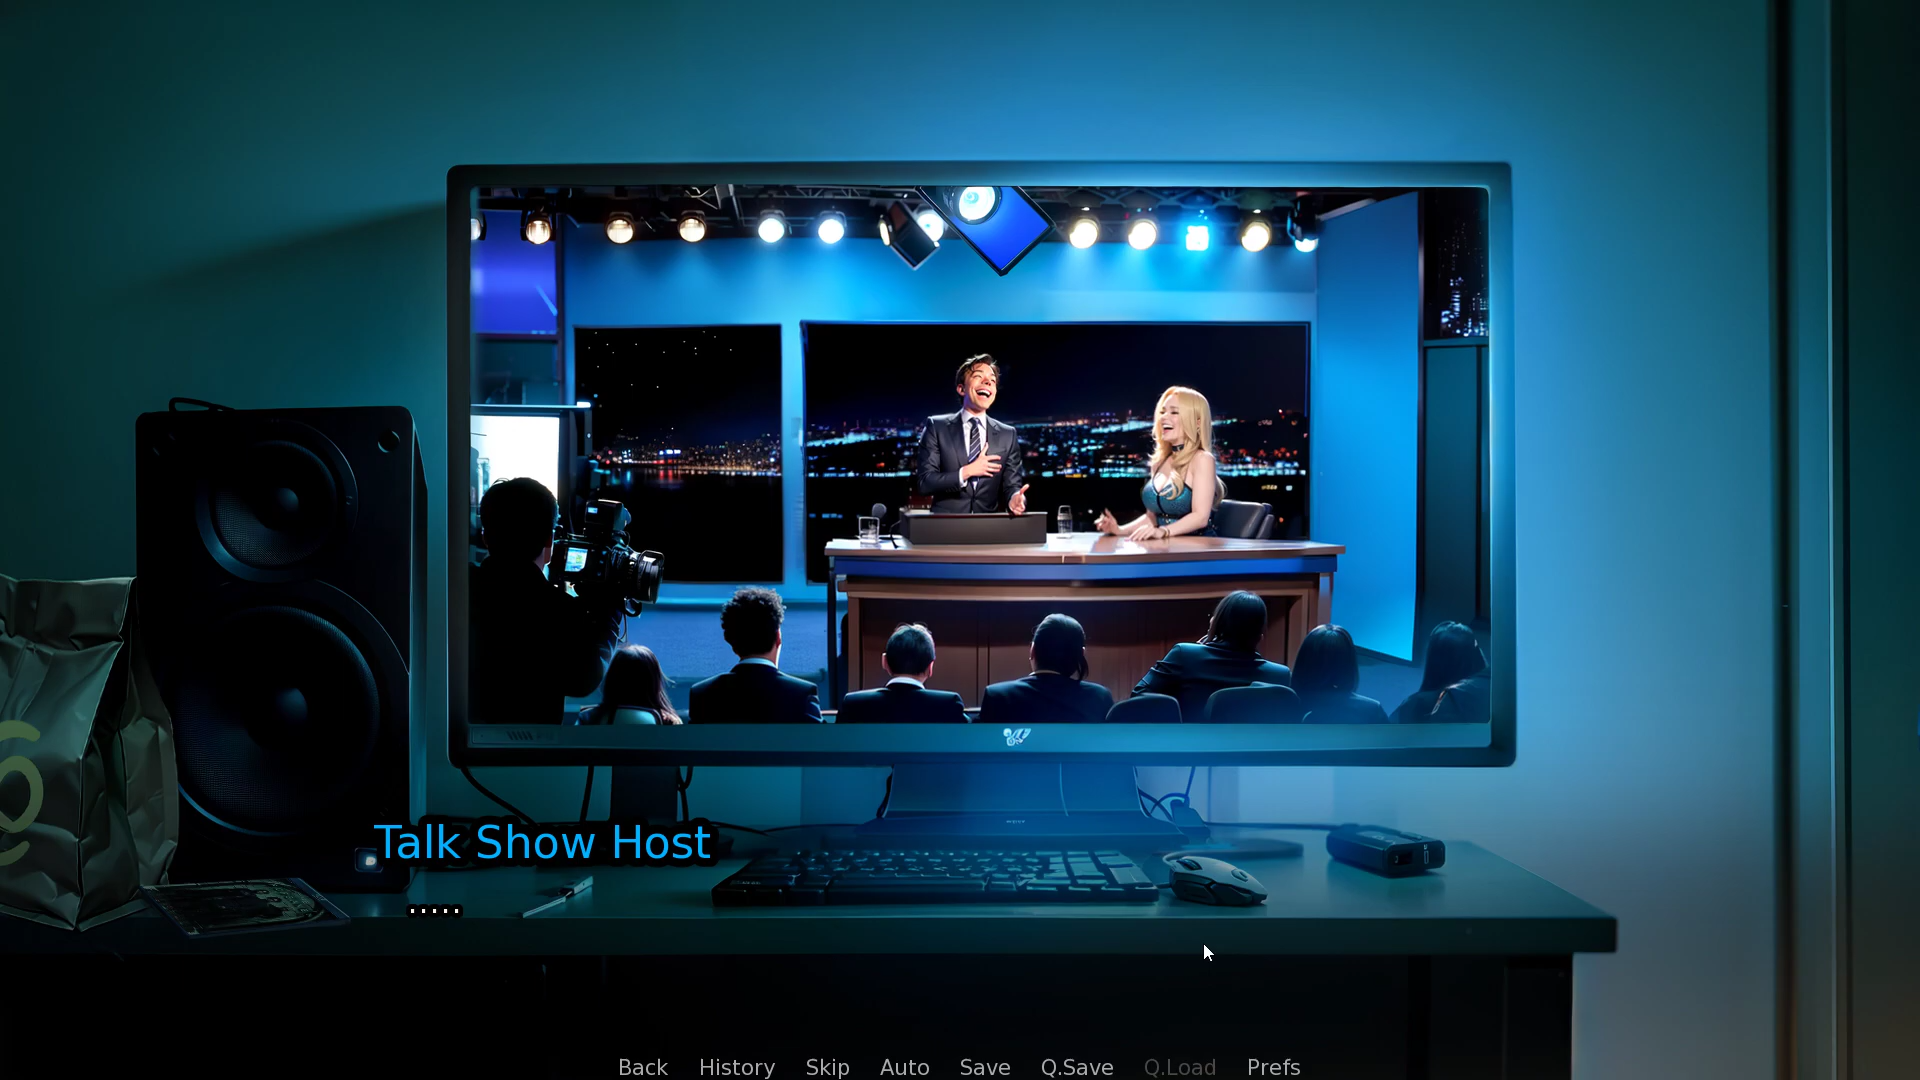 Talk Show Host
.....
Back History Skip Auto Save Q.Save Q.Load Prefs